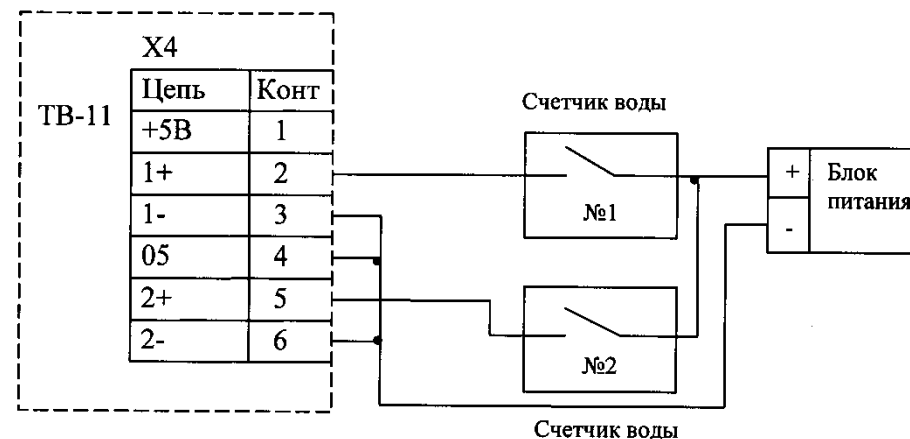 X4
ТВ-11
Цепь Конт
+5В 1
1+ 2
1- 3
05 4
2+ 5
2- 6
Счетчик воды
№1
№2
Счетчик воды
+ Блок
питания
-